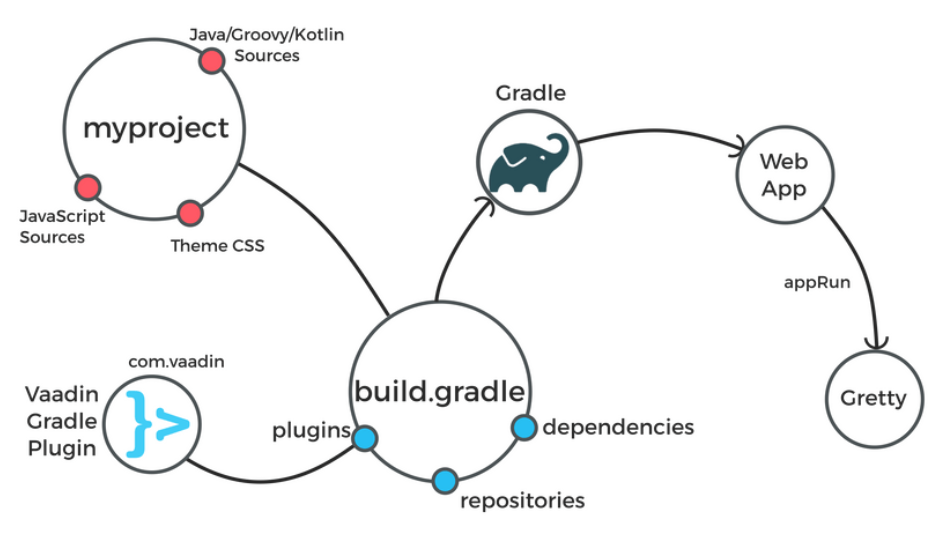 Java/Groovy/Kotlin
Sources
myproject
JavaScript
Sources
Theme CSS
Gradle
Web
App
appRun
Gretty
com.vaadin
Vaadin
Gradle
Plugin
build.gradle
plugins
dependencies
repositories